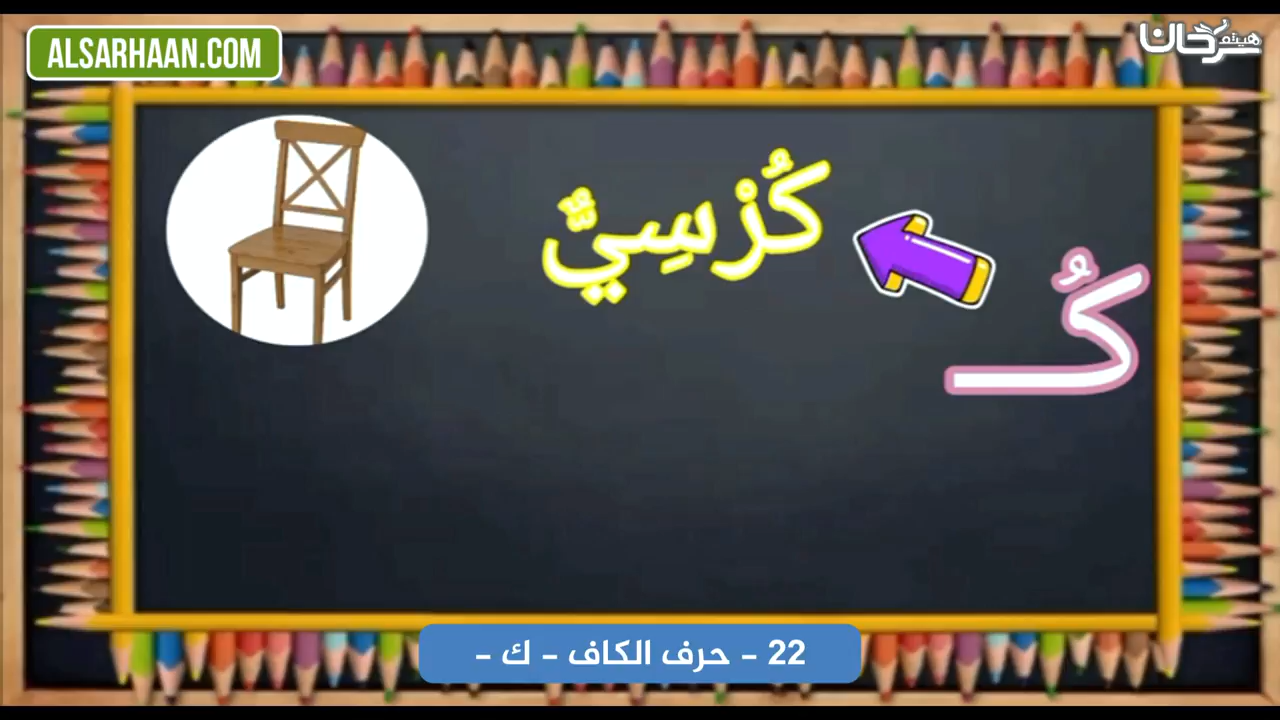 ALSARHAAN.COM
هيثم سرحان
كُرْسِيٌّ
كُـ
22 - حرف الكاف - ك -